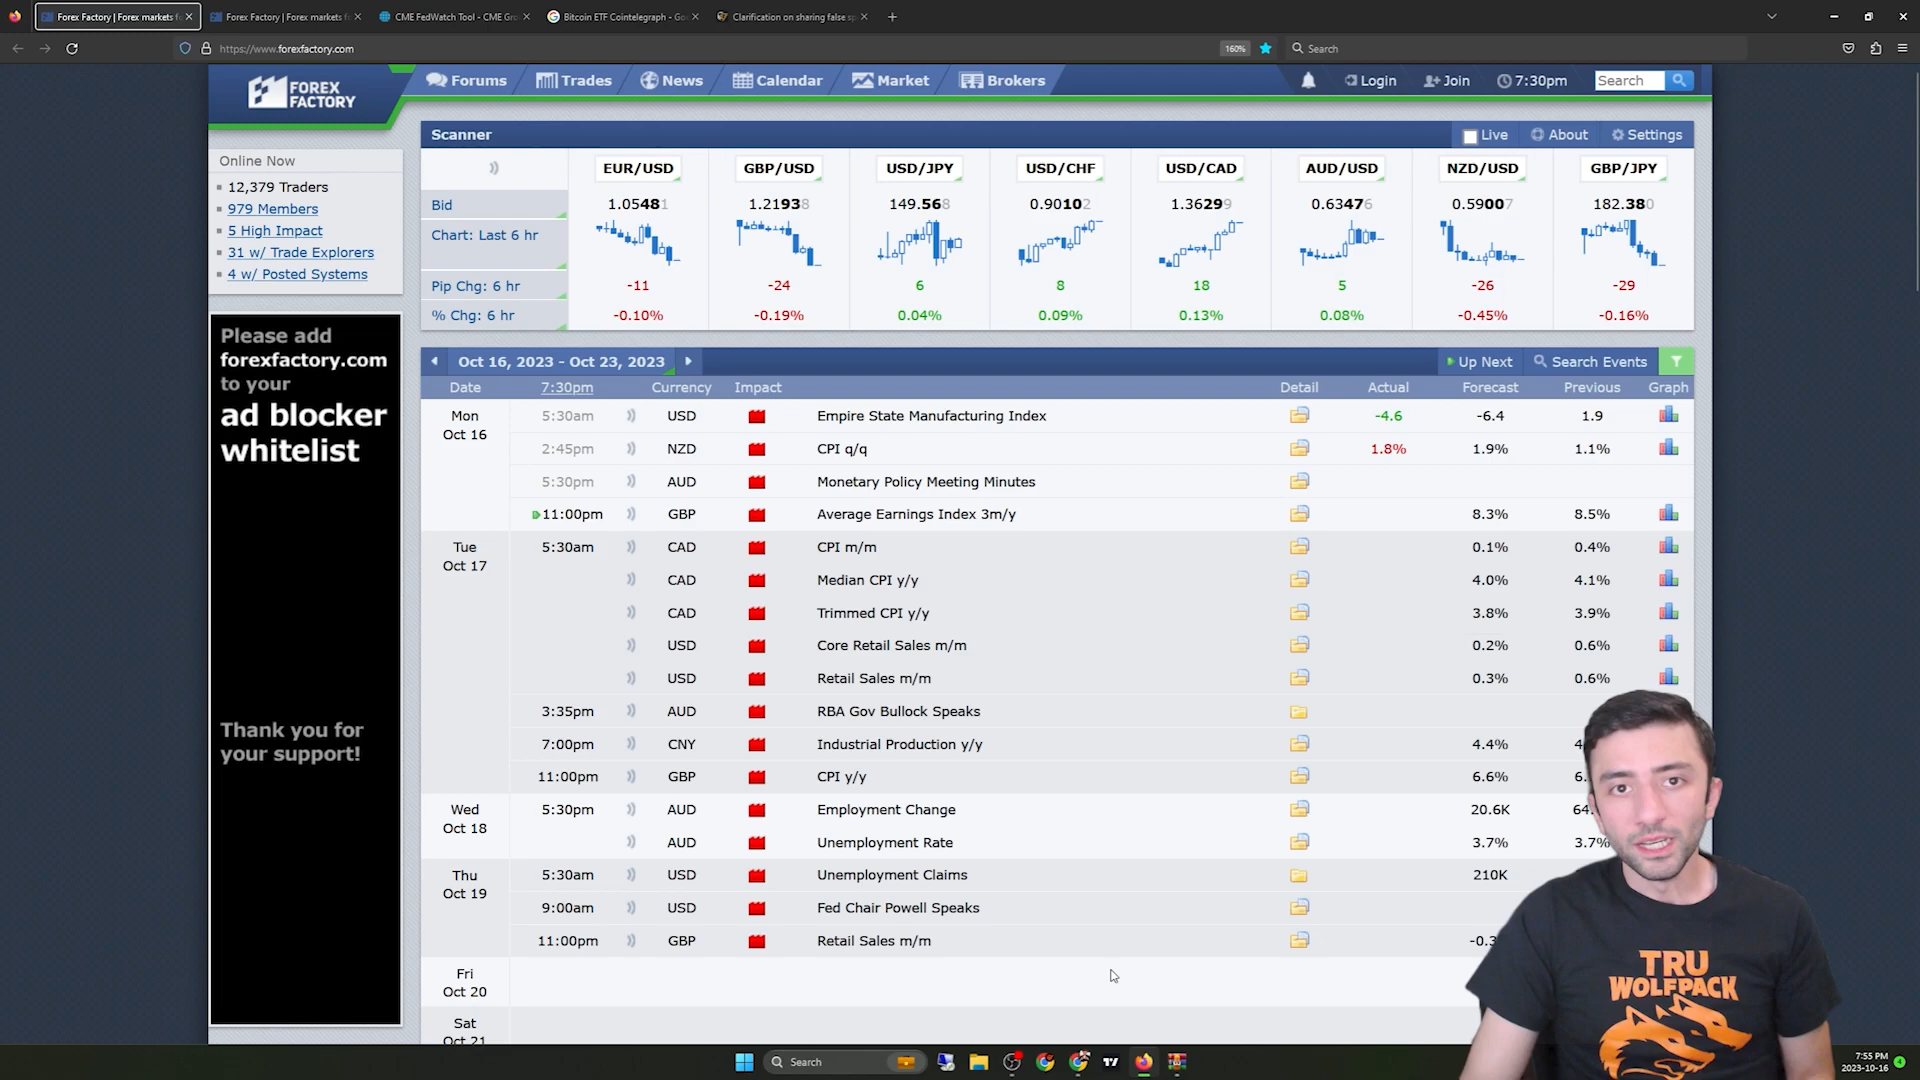 Forex Factory | Forex markets f
Forex Factory | Forex markets f
CME FedWatch Tool - CME Gro
Bitcoin ETF Cointelegraph - Go
Clarification on sharing false sp
https://www.forexfactory.com
160%
Search
FOREX
FACTORY
Forums
Trades
News
Calendar
Market
Brokers
Login
Join
7:30pm
Search
Online Now
12,379 Traders
979 Members
5 High Impact
31 w/ Trade Explorers
4 w/ Posted Systems
Please add
forexfactory.com
to your
ad blocker
whitelist
Thank you for
your support!
Scanner
Live
About
Settings
EUR/USD GBP/USD USD/JPY USD/CHF USD/CAD AUD/USD NZD/USD GBP/JPY
Bid 1.05481 1.21938 149.568 0.90102 1.36299 0.63476 0.59007 182.380
Chart: Last 6 hr
Pip Chg: 6 hr -11 -24 6 8 18 5 -26 -29
% Chg: 6 hr -0.10% -0.19% 0.04% 0.09% 0.13% 0.08% -0.45% -0.16%
Oct 16, 2023 - Oct 23, 2023
Up Next
Search Events
Date 7:30pm Currency Impact Detail Actual Forecast Previous Graph
Mon
Oct 16
5:30am USD Empire State Manufacturing Index -4.6 -6.4 1.9
2:45pm NZD CPI q/q 1.8% 1.9% 1.1%
5:30pm AUD Monetary Policy Meeting Minutes
11:00pm GBP Average Earnings Index 3m/y 8.3% 8.5%
Tue
Oct 17
5:30am CAD CPI m/m 0.1% 0.4%
CAD Median CPI y/y 4.0% 4.1%
CAD Trimmed CPI y/y 3.8% 3.9%
USD Core Retail Sales m/m 0.2% 0.6%
USD Retail Sales m/m 0.3% 0.6%
3:35pm AUD RBA Gov Bullock Speaks
7:00pm CNY Industrial Production y/y 4.4% 4
11:00pm GBP CPI y/y 6.6% 6.
Wed
Oct 18
5:30pm AUD Employment Change 20.6K 64.
AUD Unemployment Rate 3.7% 3.7%
Thu
Oct 19
5:30am USD Unemployment Claims 210K
9:00am USD Fed Chair Powell Speaks
11:00pm GBP Retail Sales m/m -0.3
Fri
Oct 20
Sat
Oct 21
TRU
WOLFPACK
Search
7:55 PM
2023-10-16
4